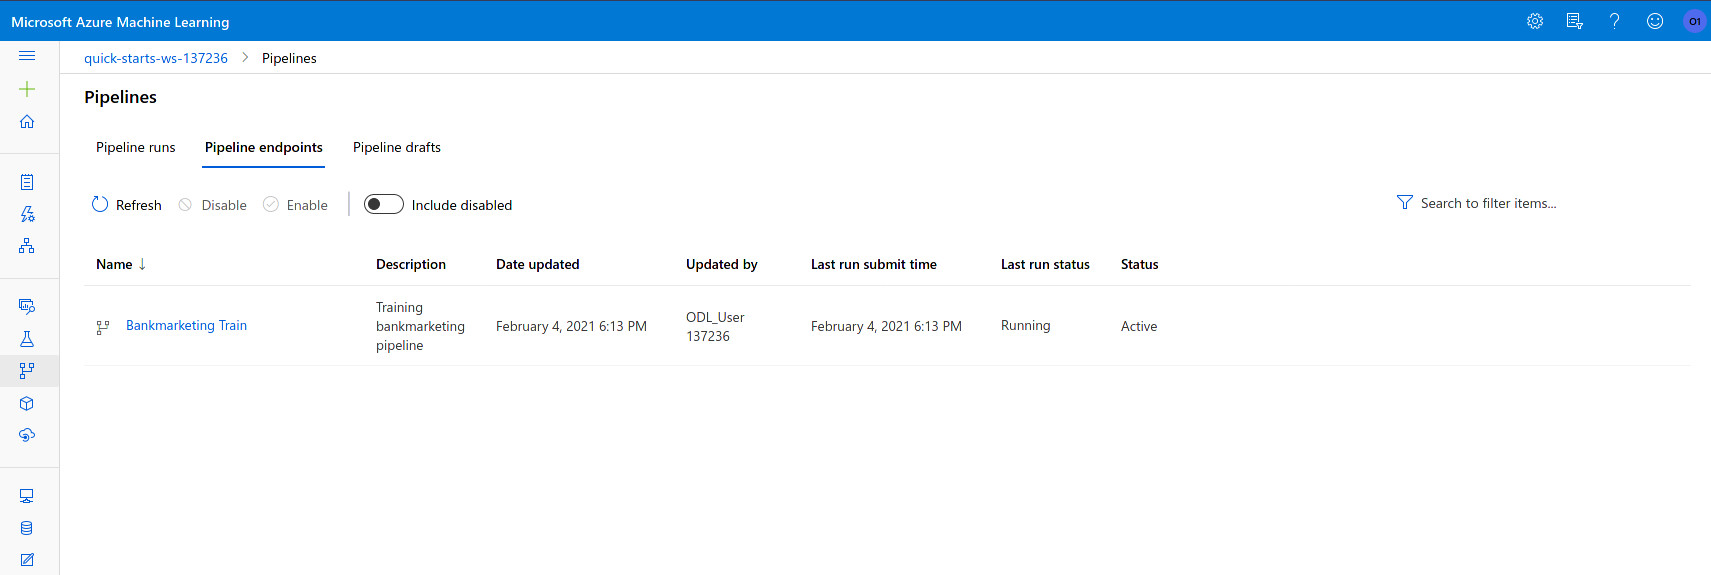 Microsoft Azure Machine Learning
O1
quick-starts-ws-137236 > Pipelines
Pipelines
Pipeline runs Pipeline endpoints Pipeline drafts
Refresh Disable Enable Include disabled Search to filter items...
Name ↓ Description Date updated Updated by Last run submit time Last run status Status
Bankmarketing Train Training bankmarketing pipeline February 4, 2021 6:13 PM ODL_User 137236 February 4, 2021 6:13 PM Running Active